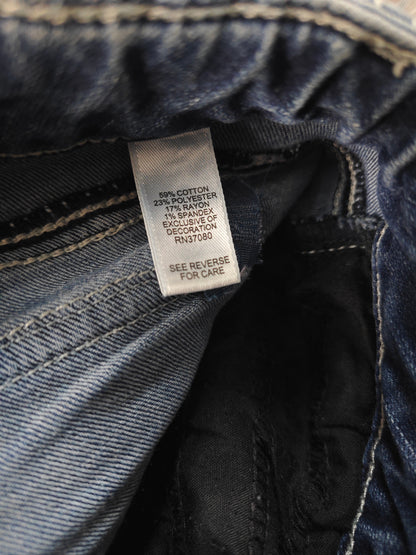 59% COTTON
23% POLYESTER
17% RAYON
1% SPANDEX
EXCLUSIVE OF
DECORATION
RN37080
SEE REVERSE
FOR CARE